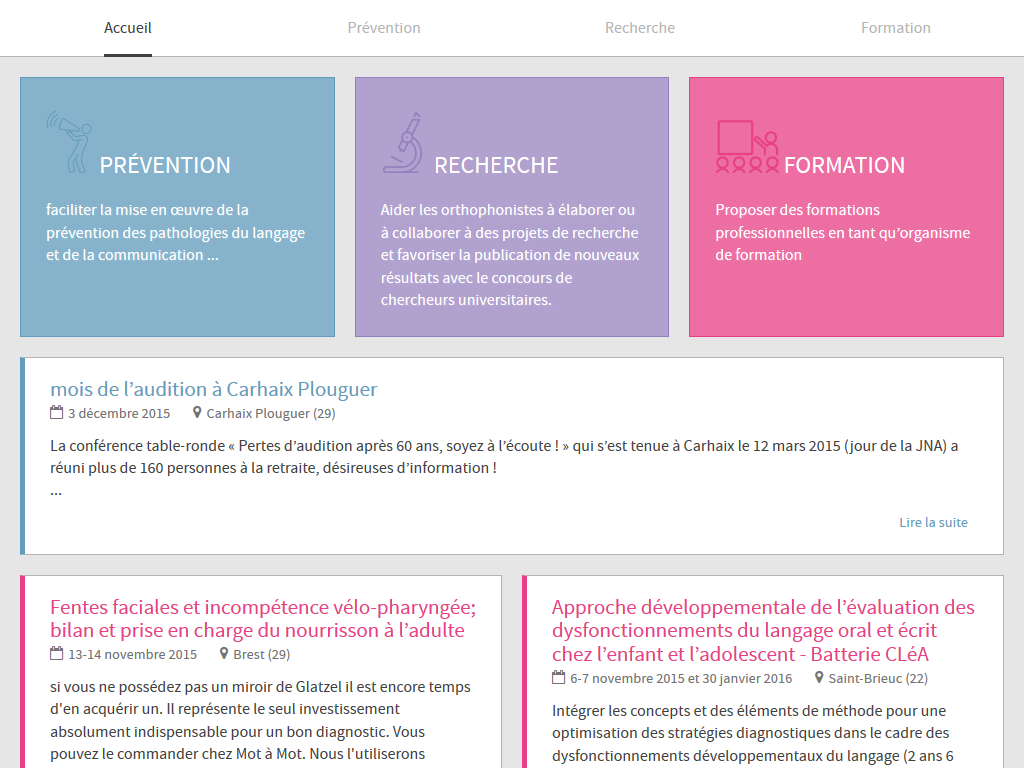 Accueil
Prévention
Recherche
Formation
PRÉVENTION
faciliter la mise en œuvre de la
prévention des pathologies du langage
et de la communication ...
RECHERCHE
Aider les orthophonistes à élaborer ou
à collaborer à des projets de recherche
et favoriser la publication de nouveaux
résultats avec le concours de
chercheurs universitaires.
FORMATION
Proposer des formations
professionnelles en tant qu’organisme
de formation
mois de l’audition à Carhaix Plouguer
3 décembre 2015 Carhaix Plouguer (29)
La conférence table-ronde « Pertes d’audition après 60 ans, soyez à l’écoute ! » qui s’est tenue à Carhaix le 12 mars 2015 (jour de la JNA) a
réuni plus de 160 personnes à la retraite, désireuses d’information !
...
Lire la suite
Fentes faciales et incompétence vélo-pharyngée;
bilan et prise en charge du nourrisson à l’adulte
13-14 novembre 2015 Brest (29)
si vous ne possédez pas un miroir de Glatzel il est encore temps
d'en acquérir un. Il représente le seul investissement
absolument indispensable pour un bon diagnostic. Vous
pouvez le commander chez Mot à Mot. Nous l'utiliserons
Approche développementale de l’évaluation des
dysfonctionnements du langage oral et écrit
chez l’enfant et l’adolescent - Batterie CLéA
6-7 novembre 2015 et 30 janvier 2016 Saint-Brieuc (22)
Intégrer les concepts et des éléments de méthode pour une
optimisation des stratégies diagnostiques dans le cadre des
dysfonctionnements développementaux du langage (2 ans 6